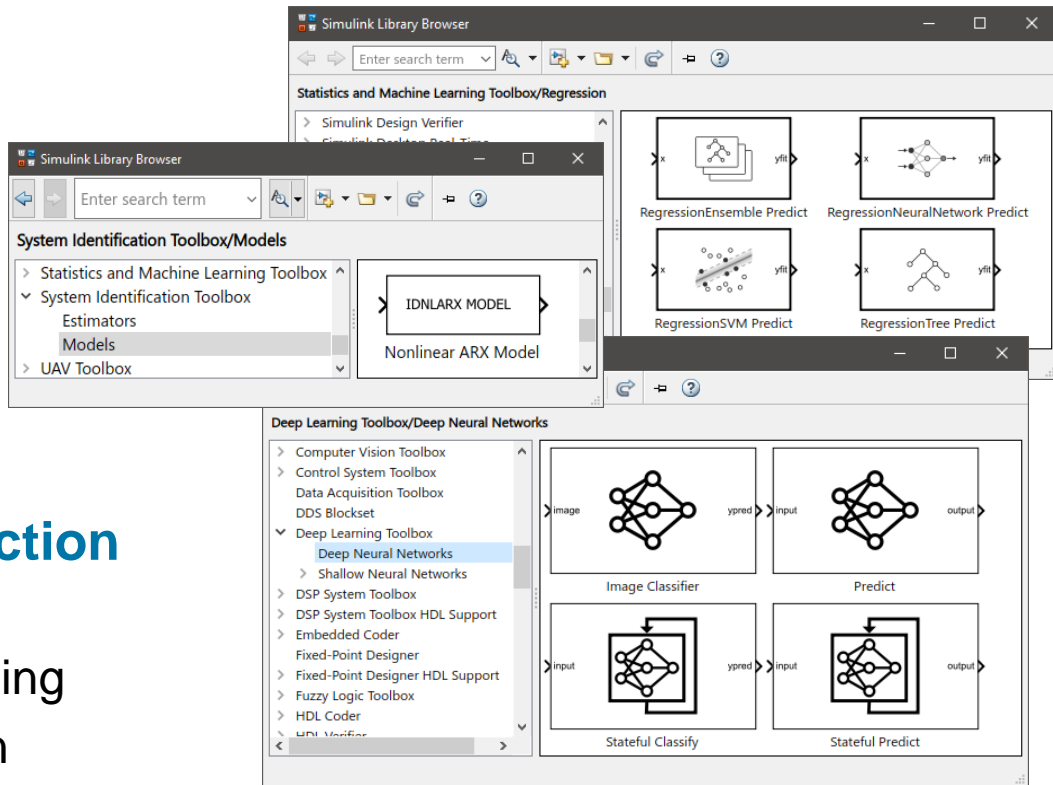 Simulink Library Browser
Enter search term
Statistics and Machine Learning Toolbox/Regression
Simulink Design Verifier
Simulink Desktop Real-Time
x
yfit
RegressionEnsemble Predict
x
yfit
RegressionNeuralNetwork Predict
x
yfit
RegressionSVM Predict
x
yfit
RegressionTree Predict
Simulink Library Browser
Enter search term
System Identification Toolbox/Models
Statistics and Machine Learning Toolbox
System Identification Toolbox
Estimators
Models
UAV Toolbox
IDNLARX MODEL
Nonlinear ARX Model
Deep Learning Toolbox/Deep Neural Networks
Computer Vision Toolbox
Control System Toolbox
Data Acquisition Toolbox
DDS Blockset
Deep Learning Toolbox
Deep Neural Networks
Shallow Neural Networks
DSP System Toolbox
DSP System Toolbox HDL Support
Embedded Coder
Fixed-Point Designer
Fixed-Point Designer HDL Support
Fuzzy Logic Toolbox
HDL Coder
HDL Verifier
image
ypred
Image Classifier
input
output
Predict
input
ypred
Stateful Classify
input
output
Stateful Predict
ction
ing